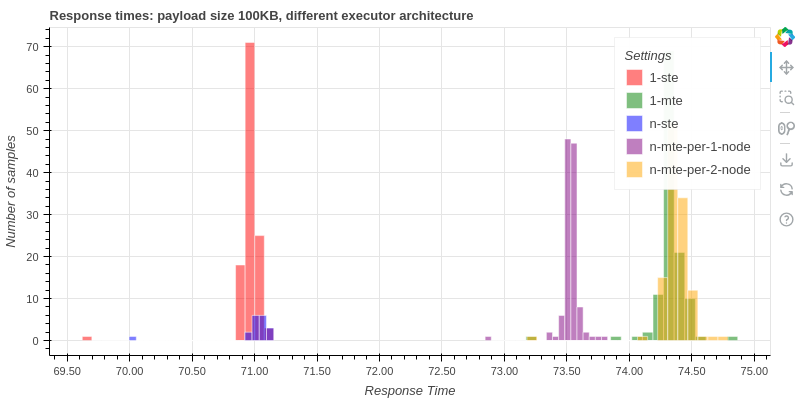 Response times: payload size 100KB, different executor architecture
Number of samples
70
60
50
40
30
20
10
0
Settings
1-ste
1-mte
n-ste
n-mte-per-1-node
n-mte-per-2-node
69.50 70.00 70.50 71.00 71.50 72.00 72.50 73.00 73.50 74.00 74.50 75.00
Response Time